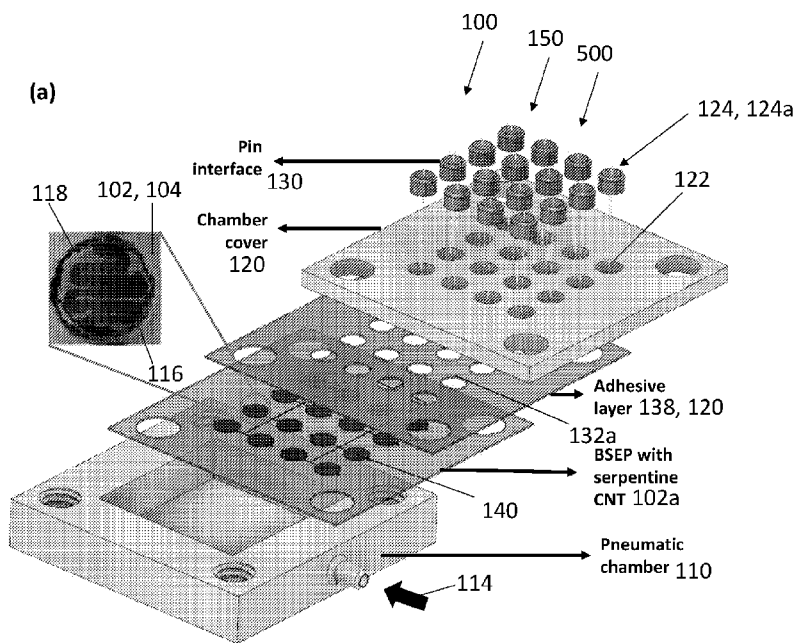 100
150
500
(a)
124, 124a
Pin
interface
130
122
118
102, 104
Chamber
cover
120
116
Adhesive
layer 138, 120
132a
BSEP with
serpentine
CNT 102a
140
Pneumatic
chamber 110
114